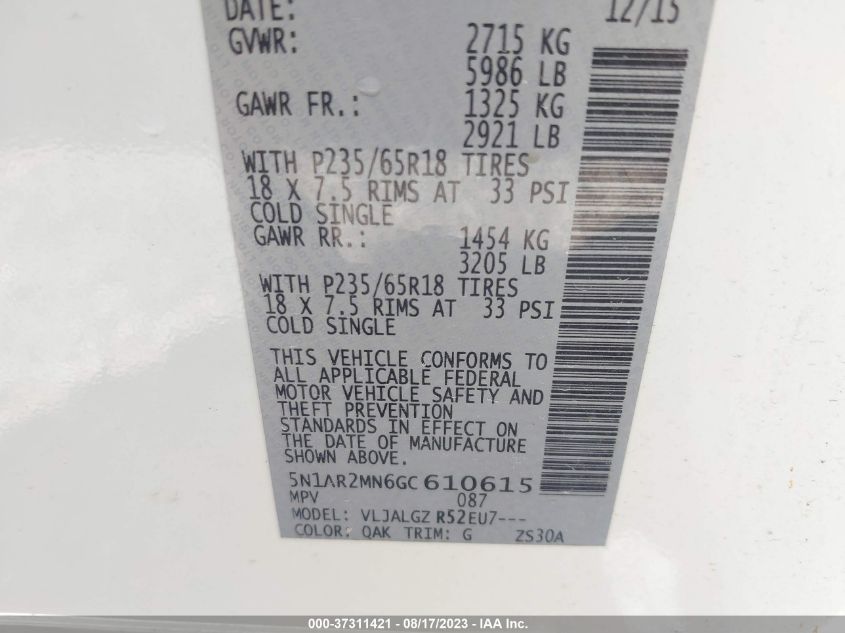 DATE: 12/15
GVWR: 2715 KG
5986 LB
GAWR FR.: 1325 KG
2921 LB
WITH P235/65R18 TIRES
18 X 7.5 RIMS AT 33 PSI
COLD SINGLE
GAWR RR.: 1454 KG
3205 LB
WITH P235/65R18 TIRES
18 X 7.5 RIMS AT 33 PSI
COLD SINGLE
THIS VEHICLE CONFORMS TO
ALL APPLICABLE FEDERAL
MOTOR VEHICLE SAFETY AND
THEFT PREVENTION
STANDARDS IN EFFECT ON
THE DATE OF MANUFACTURE
SHOWN ABOVE.
5N1AR2MN6GC 610615
MPV 087
MODEL: VLJALGZ R52EU7---
COLOR: QAK TRIM: G ZS30A
000-37311421 - 08/17/2023 - IAA Inc.